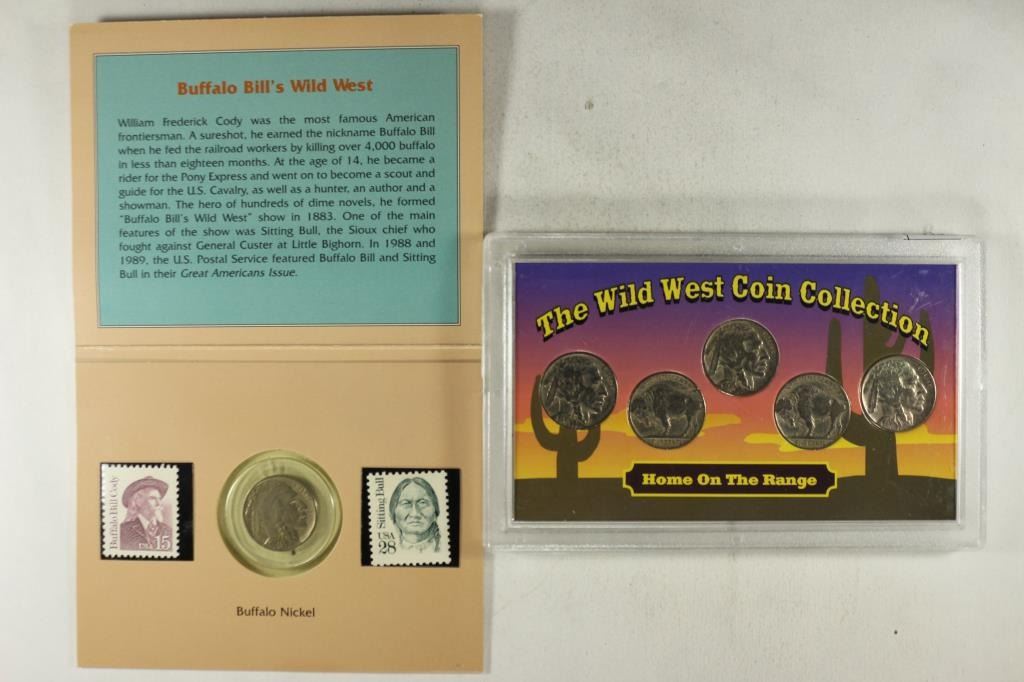 Buffalo Bill's Wild West
William Frederick Cody was the most famous American
frontiersman. A sureshot, he earned the nickname Buffalo Bill
when he fed the railroad workers by killing over 4,000 buffalo
in less than eighteen months. At the age of 14, he became a
rider for the Pony Express and went on to become a scout and
guide for the U.S. Cavalry, as well as a hunter, an author and a
showman. The hero of hundreds of dime novels, he formed
"Buffalo Bill's Wild West" show in 1883. One of the main
features of the show was Sitting Bull, the Sioux chief who
fought against General Custer at Little Bighorn. In 1988 and
1989, the U.S. Postal Service featured Buffalo Bill and Sitting
Bull in their Great Americans Issue.
Buffalo Bill Cody
15
Sitting Bull
USA
28
Buffalo Nickel
The Wild West Coin Collection
Home On The Range